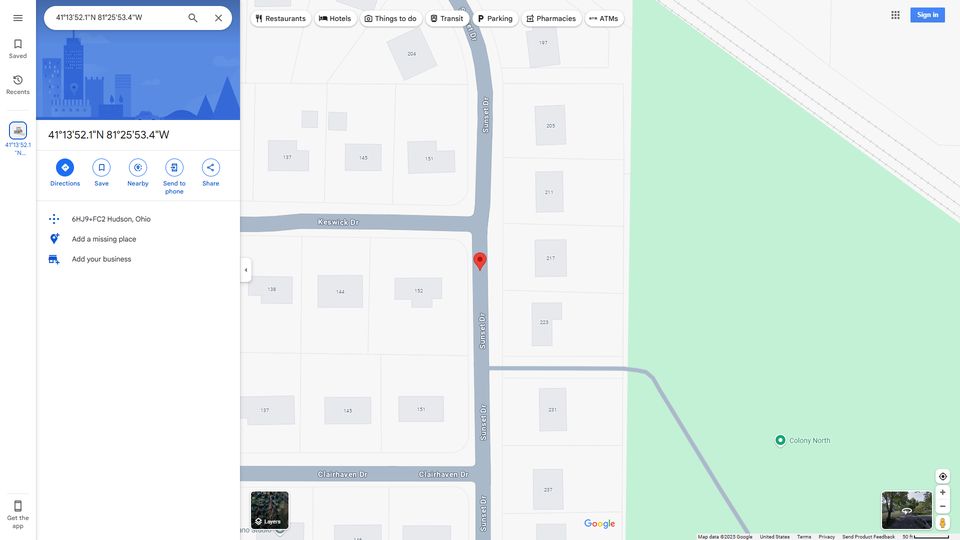 41°13'52.1"N 81°25'53.4"W
Restaurants
Hotels
Things to do
Transit
Parking
Pharmacies
ATMs
Sign in
Saved
Recents
41°13'52.1
"N...
41°13'52.1"N 81°25'53.4"W
Directions
Save
Nearby
Send to
phone
Share
6HJ9+FC2 Hudson, Ohio
Add a missing place
Add your business
Get the
app
204
197
Sunset Dr
205
137
145
151
211
Keswick Dr
217
138
144
152
223
Sunset Dr
137
145
151
231
Sunset Dr
Colony North
Clairhaven Dr
Clairhaven Dr
237
Sunset Dr
Layers
Google
Map data ©2025 Google
United States
Terms
Privacy
Send Product Feedback
50 ft